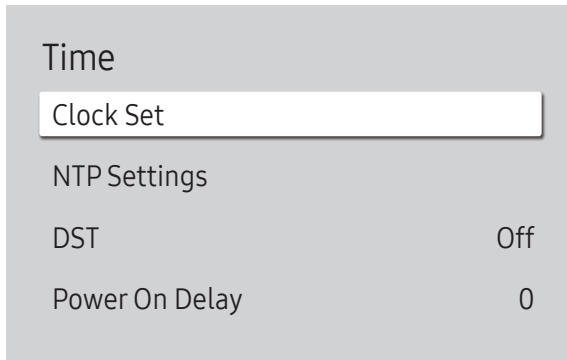 Time
Clock Set
NTP Settings
DST Off
Power On Delay 0